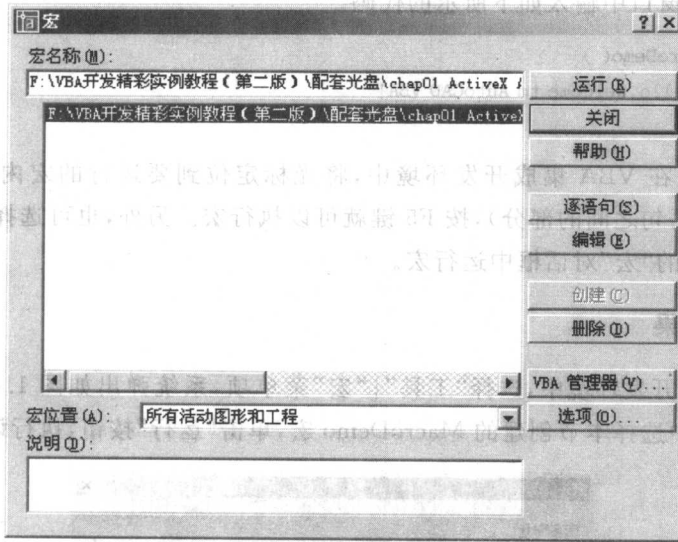 宏
宏名称(M):
F:\VBA开发精彩实例教程(第二版)\配套光盘\chap01 ActiveX
F:\VBA开发精彩实例教程(第二版)\配套光盘\chap01 Active
运行(R)
关闭
帮助(H)
逐语句(S)
编辑(E)
创建(C)
删除(D)
VBA 管理器(V)...
选项(O)...
宏位置(A):
所有活动图形和工程
说明(D):